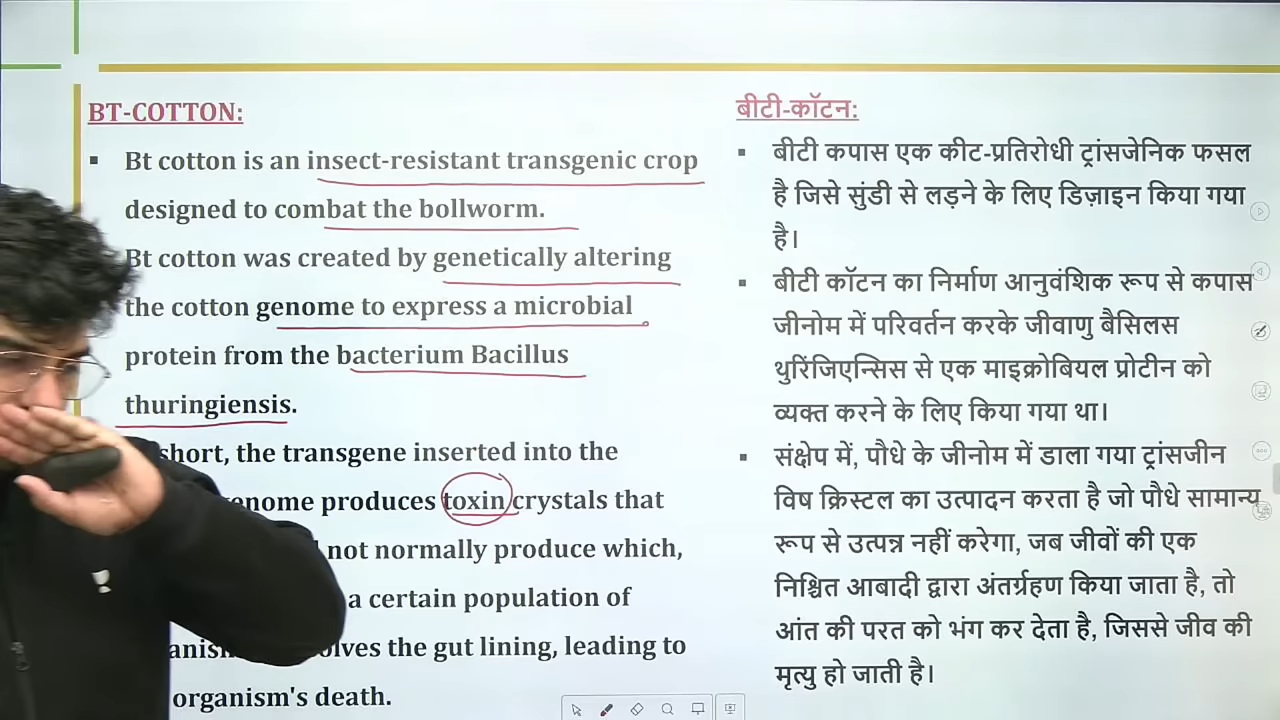 BT-COTTON:
Bt cotton is an insect-resistant transgenic crop
designed to combat the bollworm.
Bt cotton was created by genetically altering
the cotton genome to express a microbial
protein from the bacterium Bacillus
thuringiensis.
short, the transgene inserted into the
produces toxin crystals that
not normally produce which,
a certain population of
the gut lining, leading to
organism's death.
बीटी-कॉटन:
बीटी कपास एक कीट-प्रतिरोधी ट्रांसजेनिक फसल
है जिसे सुंडी से लड़ने के लिए डिज़ाइन किया गया
है।
बीटी कॉटन का निर्माण आनुवंशिक रूप से कपास
जीनोम में परिवर्तन करके जीवाणु बैसिलस
थुरिंजिएन्सिस से एक माइक्रोबियल प्रोटीन को
व्यक्त करने के लिए किया गया था।
संक्षेप में, पौधे के जीनोम में डाला गया ट्रांसजीन
विष क्रिस्टल का उत्पादन करता है जो पौधे सामान्य
रूप से उत्पन्न नहीं करेगा, जब जीवों की एक
निश्चित आबादी द्वारा अंतर्ग्रहण किया जाता है, तो
आंत की परत को भंग कर देता है, जिससे जीव की
मृत्यु हो जाती है।